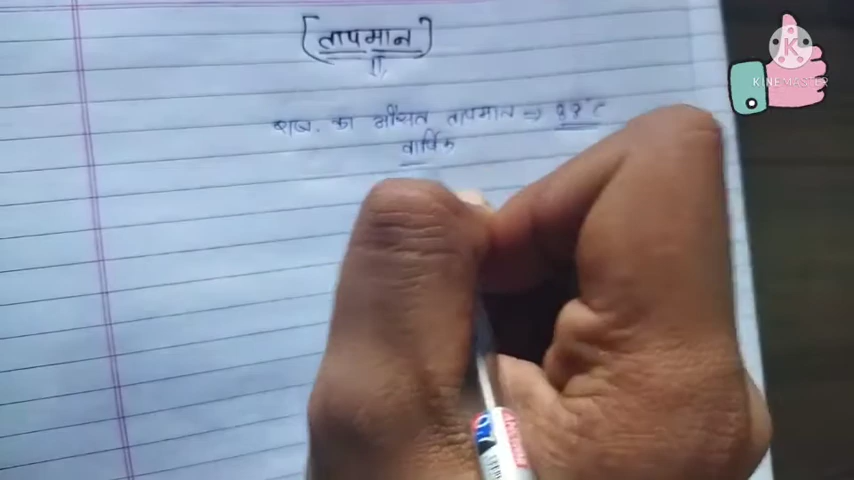 [तापमान]
राज. का औसत तापमान ⇒
वार्षिक
KINEMASTER